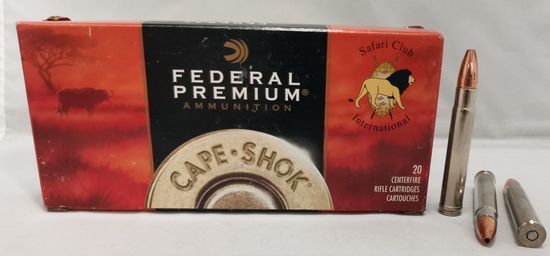 FEDERAL
PREMIUM®
AMMUNITION
CAPE·SHOK®
Safari Club
International
20
CENTERFIRE
RIFLE CARTRIDGES
CARTOUCHES